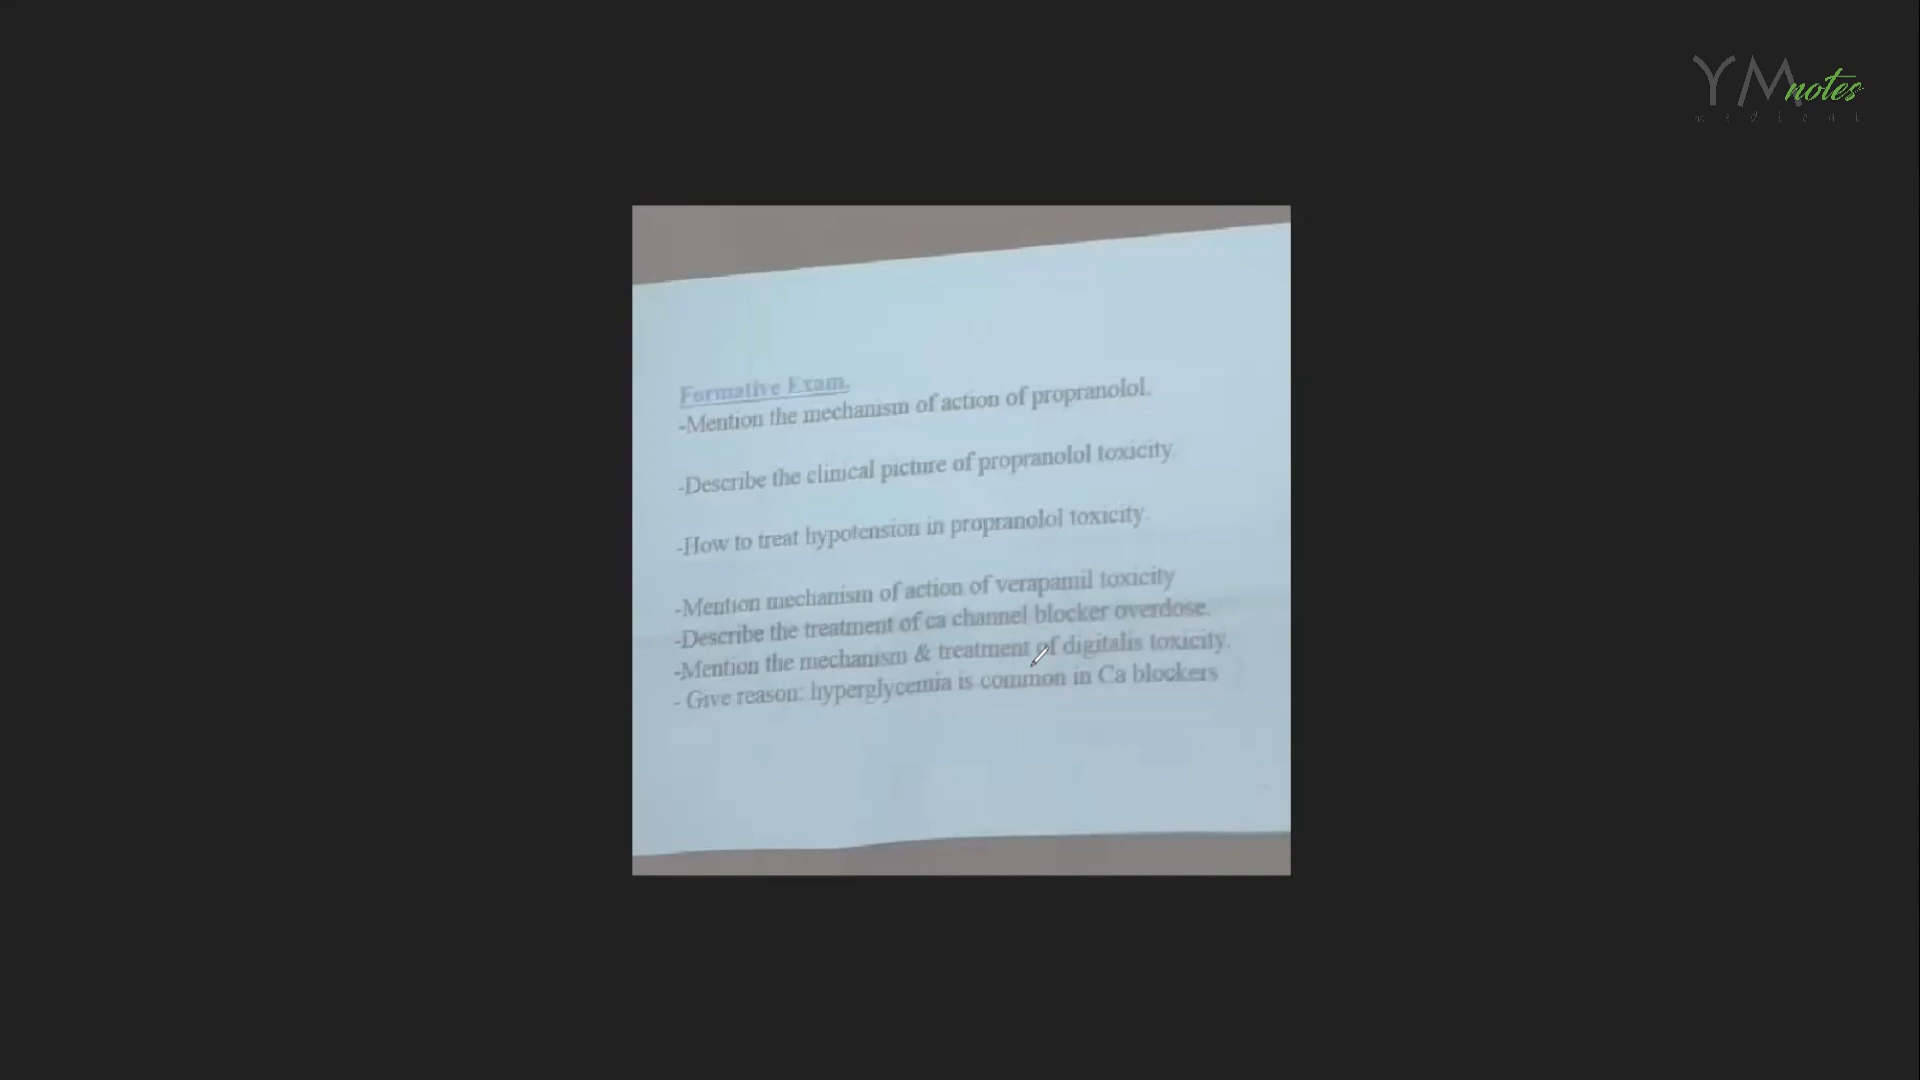 YM notes
medical
Formative Exam.
-Mention the mechanism of action of propranolol.
-Describe the clinical picture of propranolol toxicity.
-How to treat hypotension in propranolol toxicity.
-Mention mechanism of action of verapamil toxicity
-Describe the treatment of ca channel blocker overdose.
-Mention the mechanism & treatment of digitalis toxicity.
- Give reason: hyperglycemia is common in Ca blockers